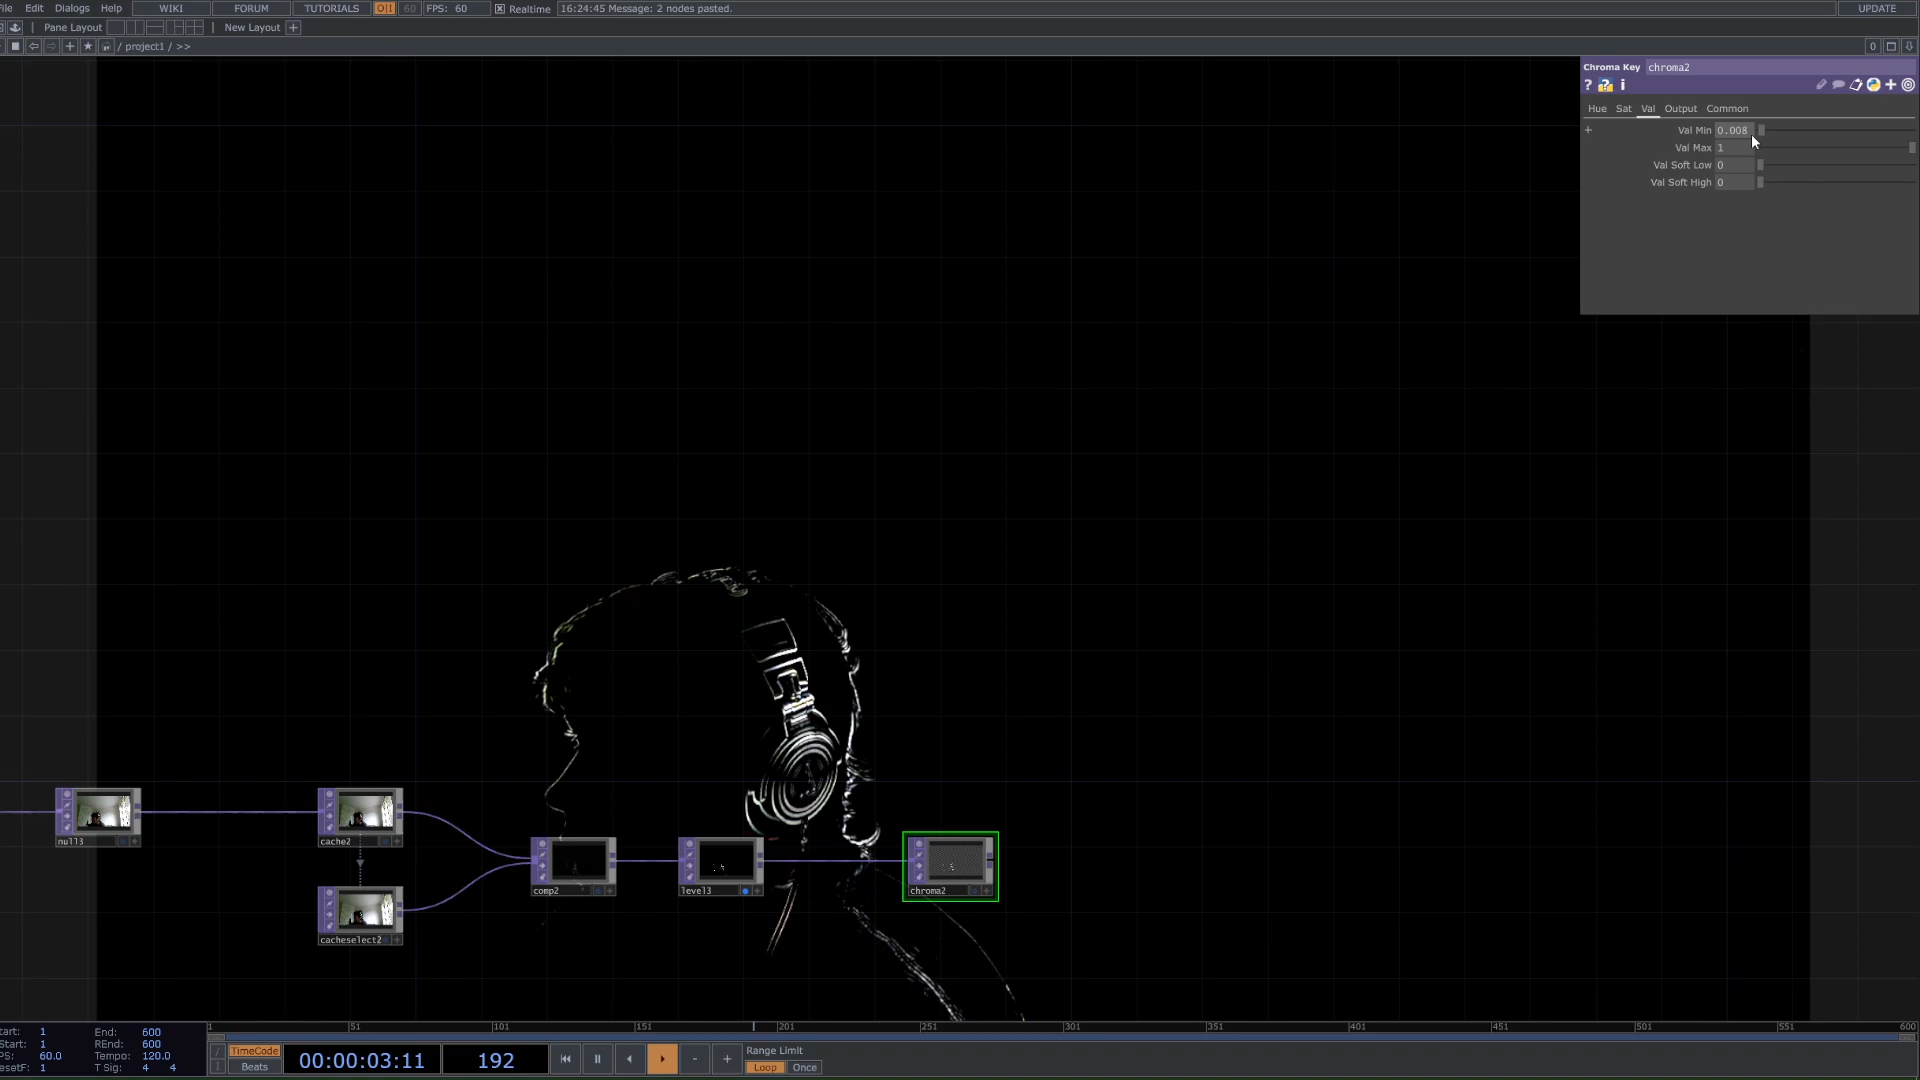 File Edit Dialogs Help WIKI FORUM TUTORIALS O|I 60 FPS: 60 Realtime 16:24:45 Message: 2 nodes pasted. UPDATE
Pane Layout New Layout +
/ project1 / >> 0
Chroma Key chroma2
? ? i
Hue Sat Val Output Common
+ Val Min 0.008
Val Max 1
Val Soft Low 0
Val Soft High 0
null3
cache2
comp2
level3
chroma2
cacheselect2
tart: 1 End: 600
Start: 1 REnd: 600
PS: 60.0 Tempo: 120.0
esetF: 1 T Sig: 4 4
1 51 101 151 201 251 301 351 401 451 501 551 600
TimeCode
Beats
00:00:03:11
192
- +
Range Limit
Loop Once